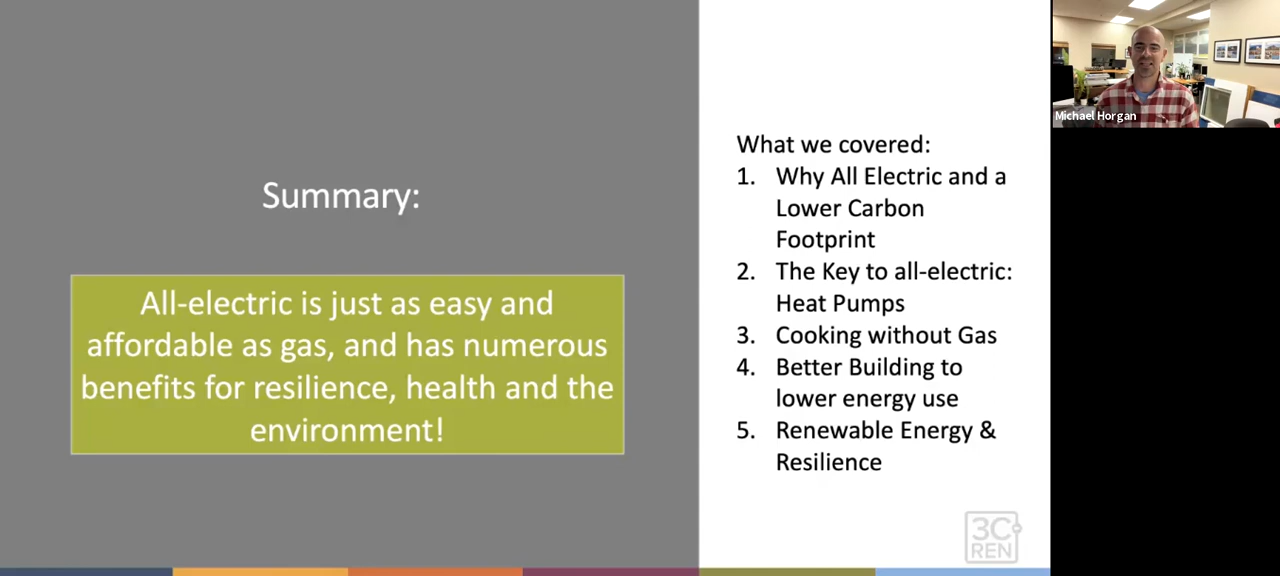 Summary:
All-electric is just as easy and
affordable as gas, and has numerous
benefits for resilience, health and the
environment!
What we covered:
1. Why All Electric and a
Lower Carbon
Footprint
2. The Key to all-electric:
Heat Pumps
3. Cooking without Gas
4. Better Building to
lower energy use
5. Renewable Energy &
Resilience
3C
REN
Michael Horgan